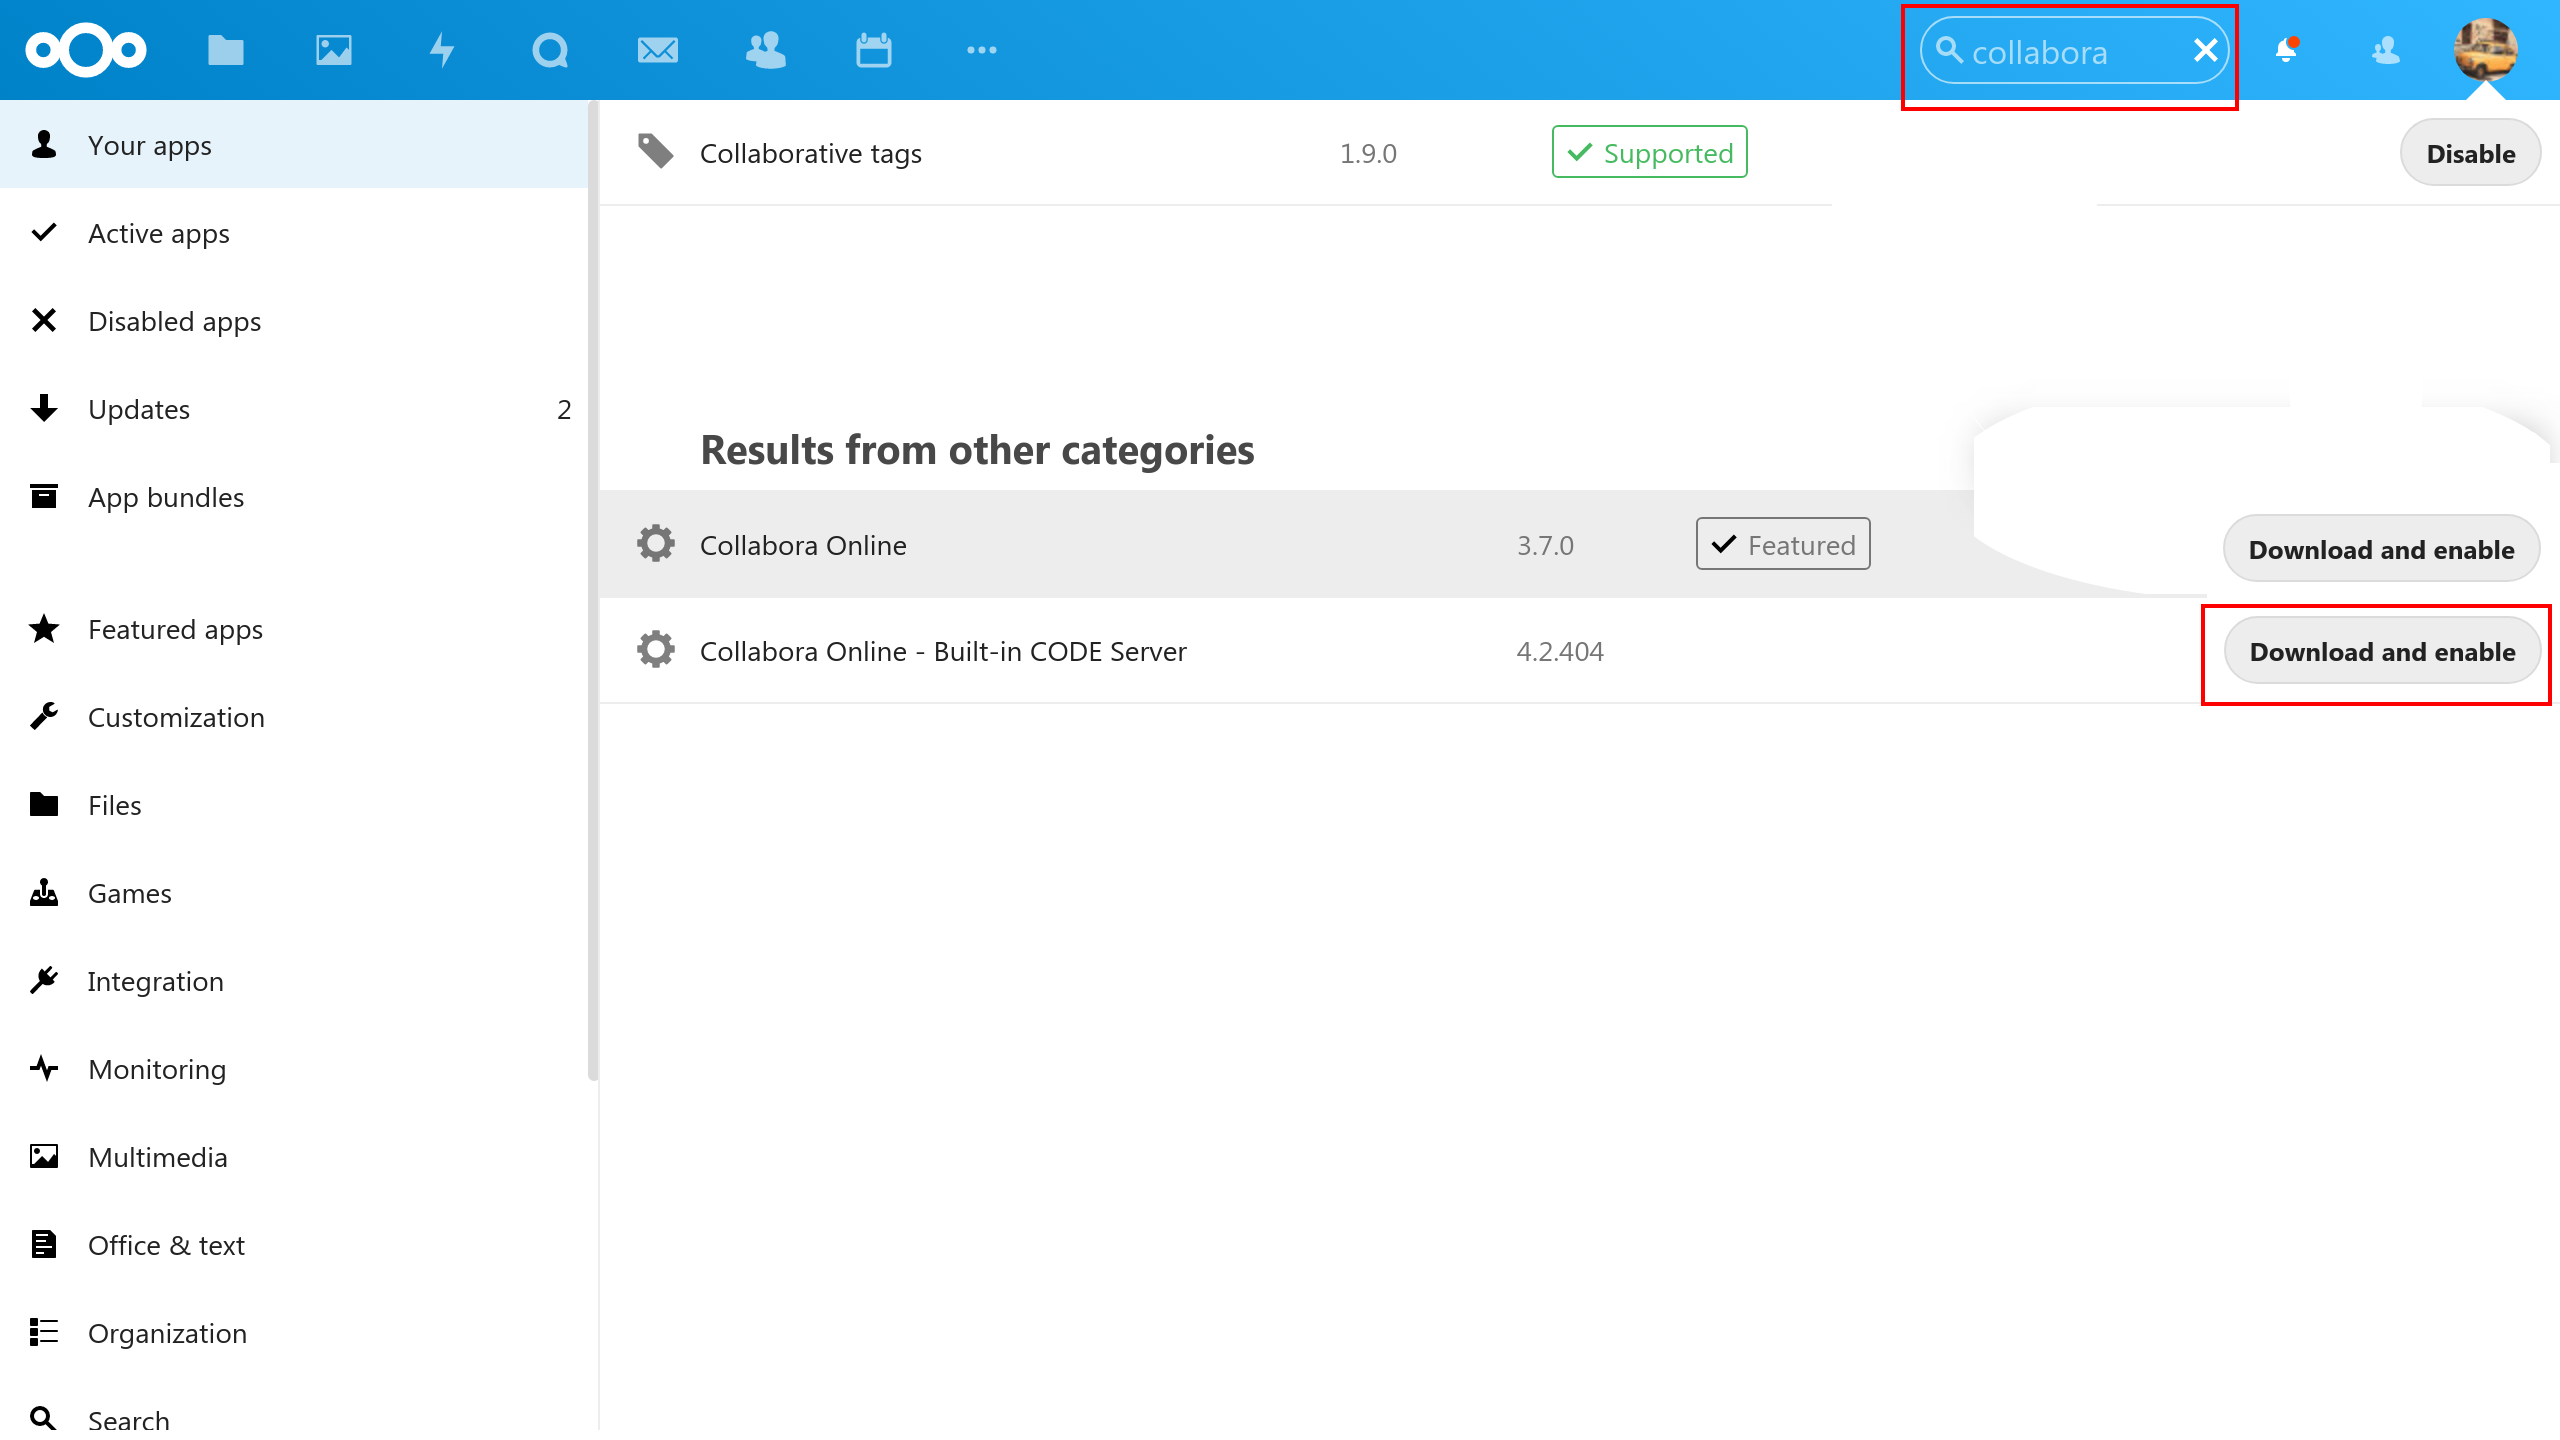 collabora
Your apps
Active apps
Disabled apps
Updates 2
App bundles
Featured apps
Customization
Files
Games
Integration
Monitoring
Multimedia
Office & text
Organization
Search
Collaborative tags 1.9.0 Supported Disable
Results from other categories
Collabora Online 3.7.0 Featured Download and enable
Collabora Online - Built-in CODE Server 4.2.404 Download and enable